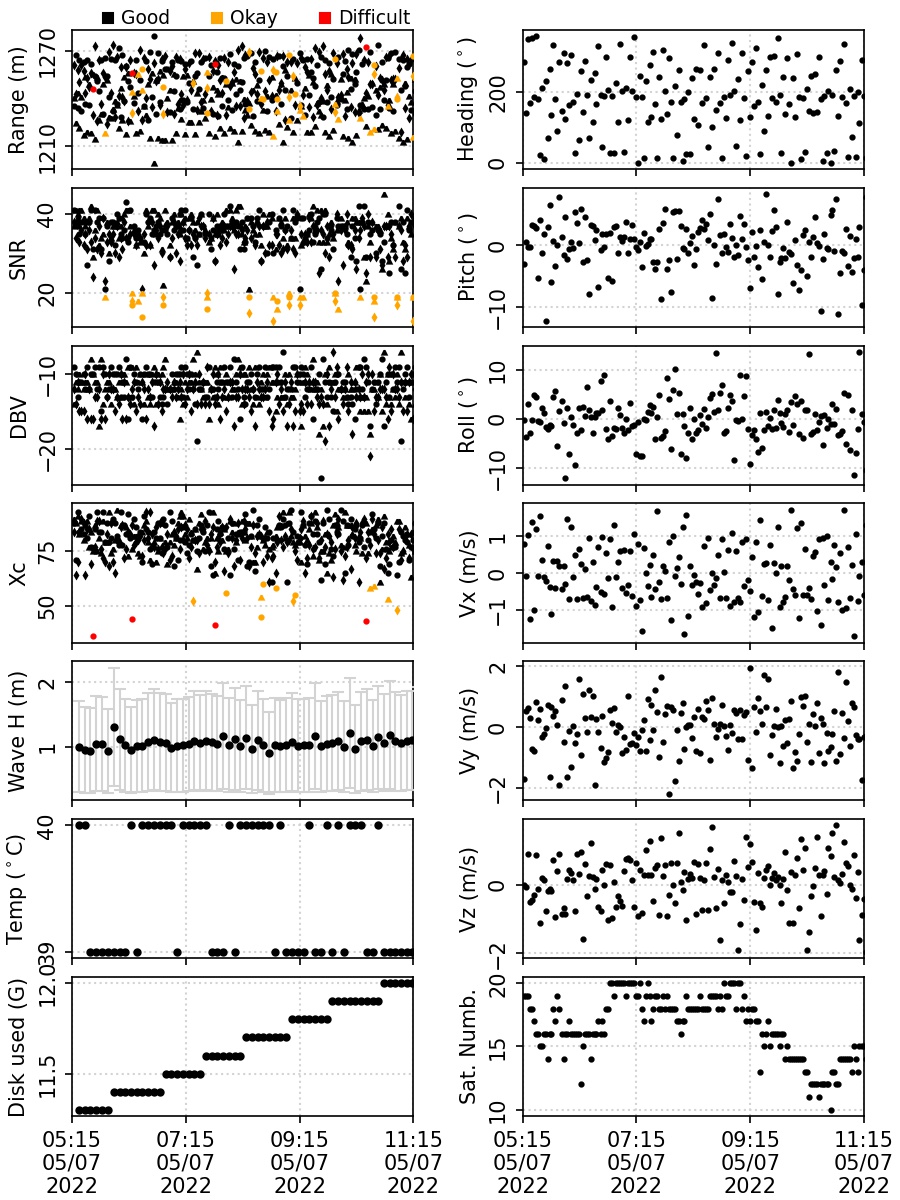 Good Okay Difficult
Range (m)
1270
1210
Heading (°)
200
0
SNR
40
20
Pitch (°)
0
−10
DBV
−10
−20
Roll (°)
10
0
−10
Xc
75
50
Vx (m/s)
1
0
−1
Wave H (m)
2
1
Vy (m/s)
2
0
−2
Temp (°C)
40
39
Vz (m/s)
0
−2
Disk used (G)
12.0
11.5
Sat. Numb.
20
15
10
05:15 07:15 09:15 11:15 05:15 07:15 09:15 11:15
05/07 05/07 05/07 05/07 05/07 05/07 05/07 05/07
2022 2022 2022 2022 2022 2022 2022 2022